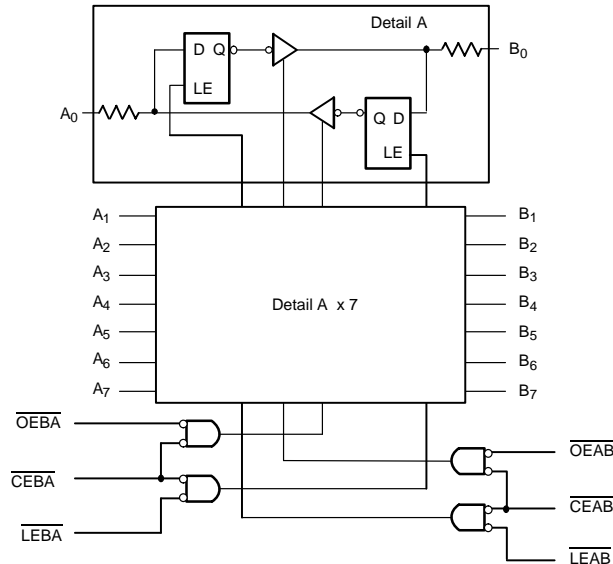 Detail A
D Q
LE
B0
A0
Q D
LE
A1
A2
A3
A4
A5
A6
A7
Detail A x 7
B1
B2
B3
B4
B5
B6
B7
OEBA
CEBA
LEBA
OEAB
CEAB
LEAB